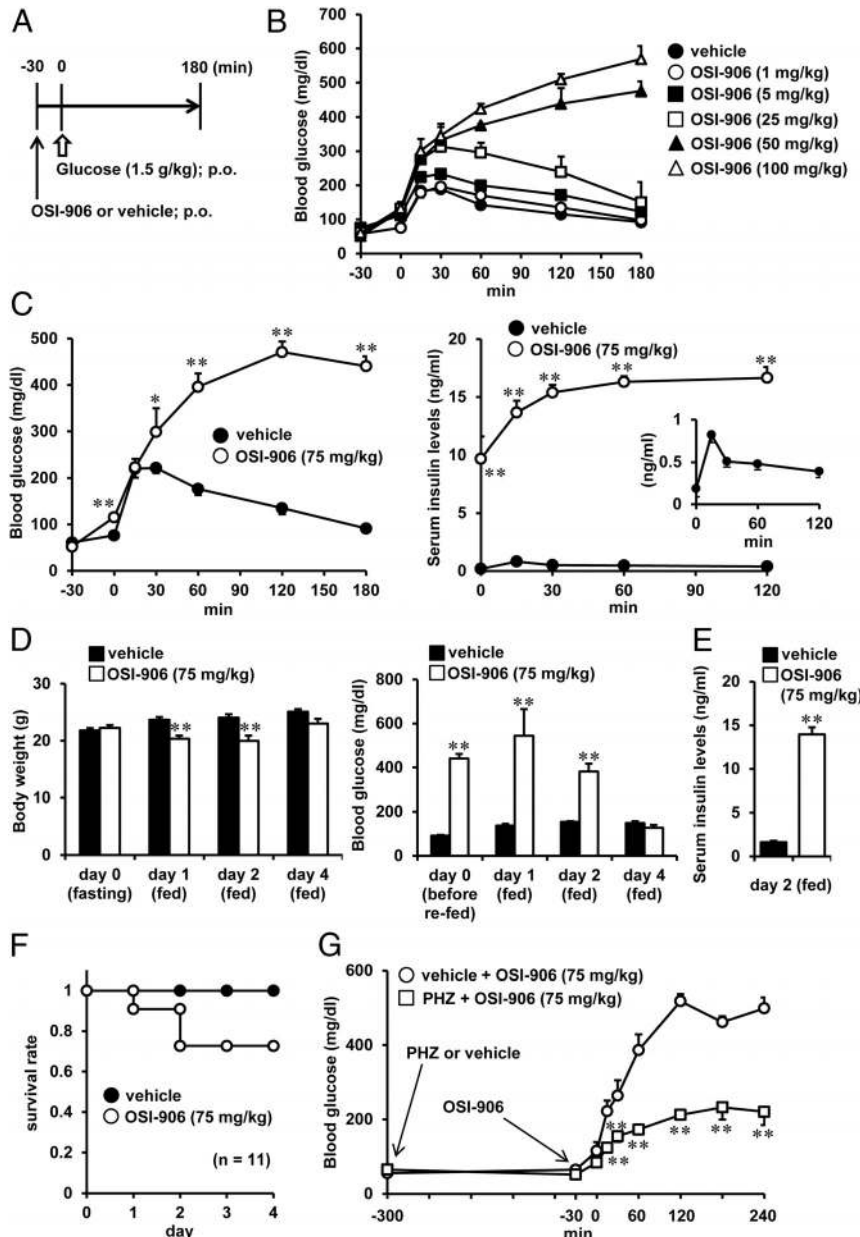 A
-30 0 180 (min)
Glucose (1.5 g/kg); p.o.
OSI-906 or vehicle; p.o.
B
Blood glucose (mg/dl)
700
600
500
400
300
200
100
0
-30 0 30 60 90 120 150 180
min
vehicle
OSI-906 (1 mg/kg)
OSI-906 (5 mg/kg)
OSI-906 (25 mg/kg)
OSI-906 (50 mg/kg)
OSI-906 (100 mg/kg)
C
Blood glucose (mg/dl)
500
400
300
200
100
0
-30 0 30 60 90 120 150 180
min
** * ** ** **
vehicle
OSI-906 (75 mg/kg)
Serum insulin levels (ng/ml)
20
15
10
5
0
0 30 60 90 120
min
vehicle
OSI-906 (75 mg/kg)
** ** ** ** **
(ng/ml)
1
0.5
0
0 60 120
min
D
vehicle
OSI-906 (75 mg/kg)
Body weight (g)
30
20
10
0
** **
day 0 day 1 day 2 day 4
(fasting) (fed) (fed) (fed)
vehicle
OSI-906 (75 mg/kg)
Blood glucose (mg/dl)
800
600
400
200
0
** ** **
day 0 day 1 day 2 day 4
(before (fed) (fed) (fed)
re-fed)
E
vehicle
OSI-906
(75 mg/kg)
Serum insulin levels (ng/ml)
20
15
10
5
0
**
day 2 (fed)
F
survival rate
1
0.8
0.6
0.4
0.2
0
0 1 2 3 4
day
vehicle
OSI-906 (75 mg/kg)
(n = 11)
G
Blood glucose (mg/dl)
600
400
200
0
vehicle + OSI-906 (75 mg/kg)
PHZ + OSI-906 (75 mg/kg)
PHZ or vehicle
OSI-906
** ** ** ** ** **
-300 -30 0 60 120 180 240
min